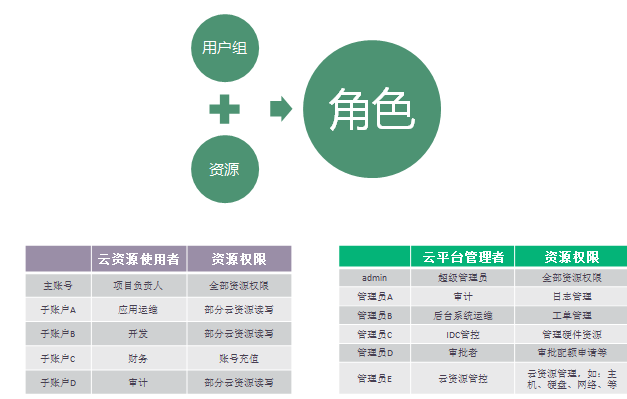 用户组
资源
角色
云资源使用者 资源权限
主账号 项目负责人 全部资源权限
子账户A 应用运维 部分云资源读写
子账户B 开发 部分云资源读写
子账户C 财务 账号充值
子账户D 审计 部分云资源读写
云平台管理者 资源权限
admin 超级管理员 全部资源权限
管理员A 审计 日志管理
管理员B 后台系统运维 工单管理
管理员C IDC管控 管理硬件资源
管理员D 审批者 审批配额申请等
管理员E 云资源管控 云资源管理，如：主
机、硬盘、网络、等